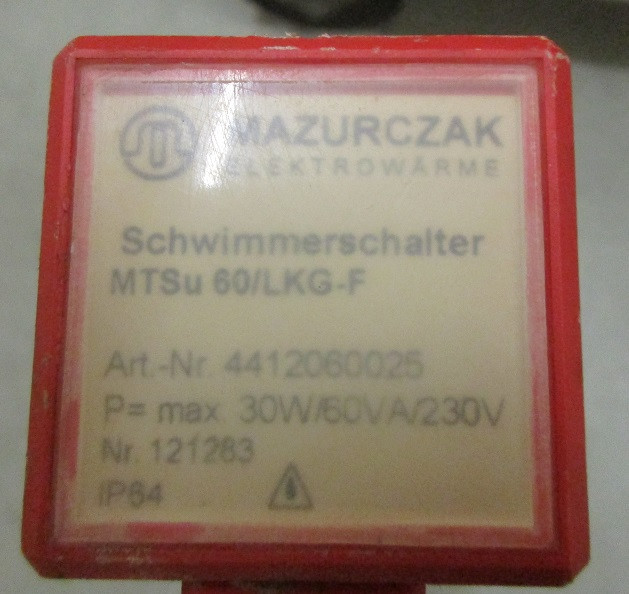 MAZURCZAK
ELEKTROWÄRME
Schwimmerschalter
MTSu 60/LKG-F
Art.-Nr. 4412060025
P= max. 30W/60VA/230V
Nr. 121283
IP64